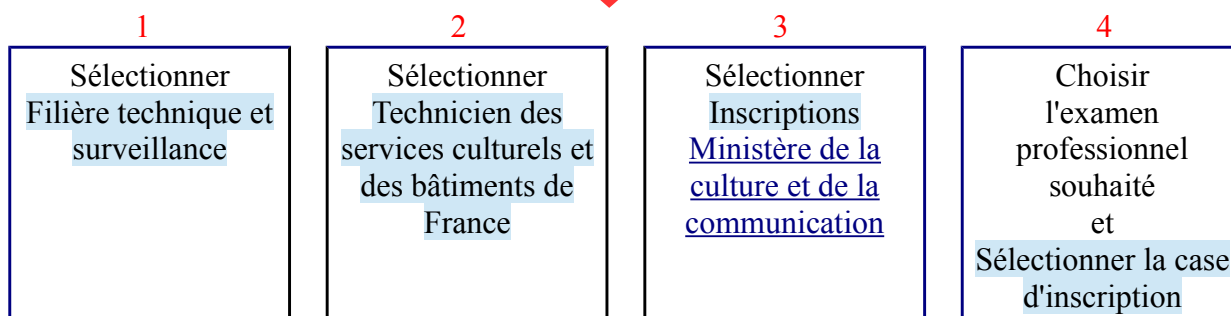 1
Sélectionner
Filière technique et
surveillance
2
Sélectionner
Technicien des
services culturels et
des bâtiments de
France
3
Sélectionner
Inscriptions
Ministère de la
culture et de la
communication
4
Choisir
l'examen
professionnel
souhaité
et
Sélectionner la case
d'inscription